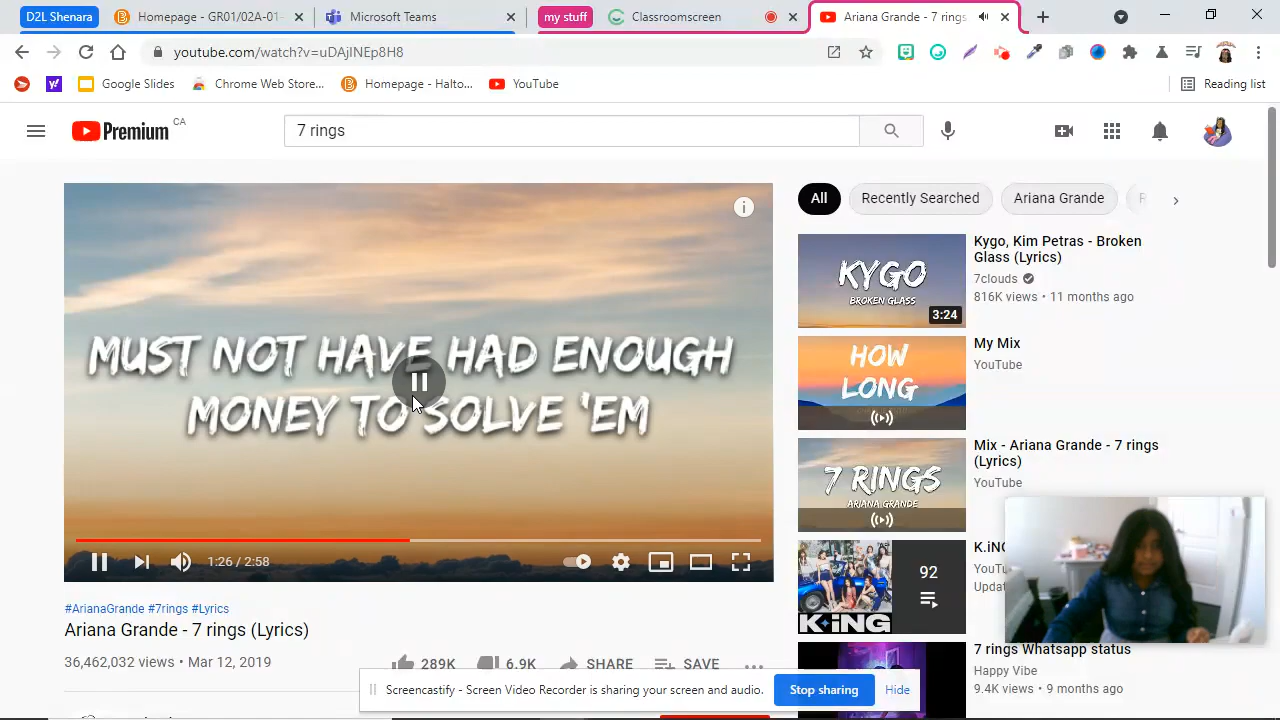 D2L Shenara
Homepage - GR01/02A-01-
Microsoft Teams
my stuff
Classroomscreen
Ariana Grande - 7 rings
youtube.com/watch?v=uDAjINEp8H8
Google Slides
Chrome Web Store...
Homepage - Halto...
YouTube
Reading list
Premium CA
7 rings
MUST NOT HAVE HAD ENOUGH
MONEY TO SOLVE 'EM
1:26 / 2:58
#ArianaGrande #7rings #Lyrics
Ariana Grande - 7 rings (Lyrics)
36,462,032 views • Mar 12, 2019
289K
6.9K
SHARE
SAVE
All
Recently Searched
Ariana Grande
KYGO
BROKEN GLASS
3:24
Kygo, Kim Petras - Broken
Glass (Lyrics)
7clouds
816K views • 11 months ago
HOW
LONG
My Mix
YouTube
7 RINGS
ARIANA GRANDE
Mix - Ariana Grande - 7 rings
(Lyrics)
YouTube
92
K.iNG
7 rings Whatsapp status
Happy Vibe
9.4K views • 9 months ago
Screencastify - Screen Video Recorder is sharing your screen and audio.
Stop sharing
Hide